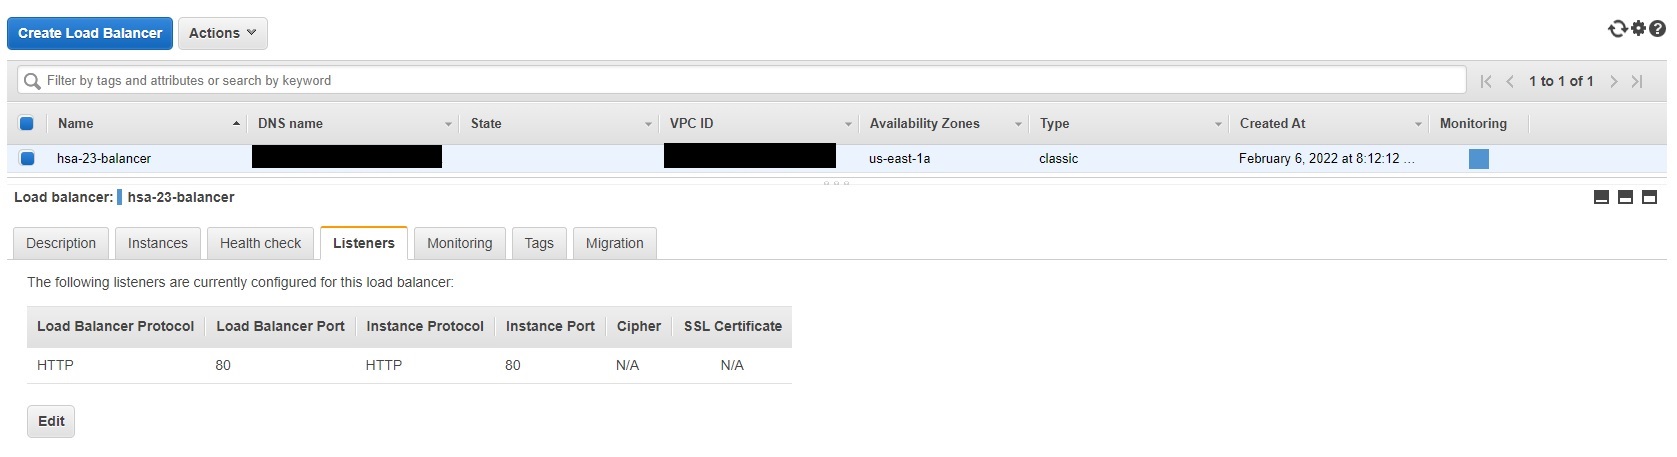 Create Load Balancer Actions
Filter by tags and attributes or search by keyword 1 to 1 of 1
Name DNS name State VPC ID Availability Zones Type Created At Monitoring
hsa-23-balancer us-east-1a classic February 6, 2022 at 8:12:12 ...
Load balancer: hsa-23-balancer
Description Instances Health check Listeners Monitoring Tags Migration
The following listeners are currently configured for this load balancer:
Load Balancer Protocol Load Balancer Port Instance Protocol Instance Port Cipher SSL Certificate
HTTP 80 HTTP 80 N/A N/A
Edit